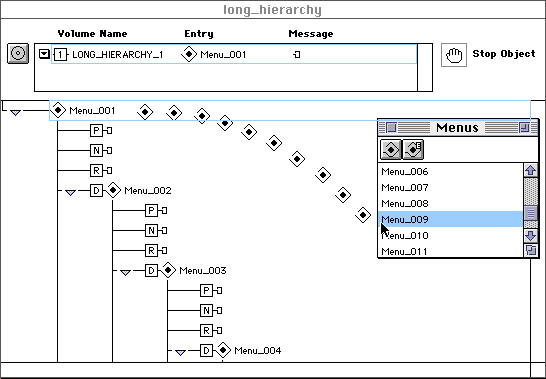 long_hierarchy
Volume Name Entry Message
1 LONG_HIERARCHY_1 Menu_001
Stop Object
Menu_001
P
N
R
D Menu_002
P
N
R
D Menu_003
P
N
R
D Menu_004
Menus
E
Menu_006
Menu_007
Menu_008
Menu_009
Menu_010
Menu_011